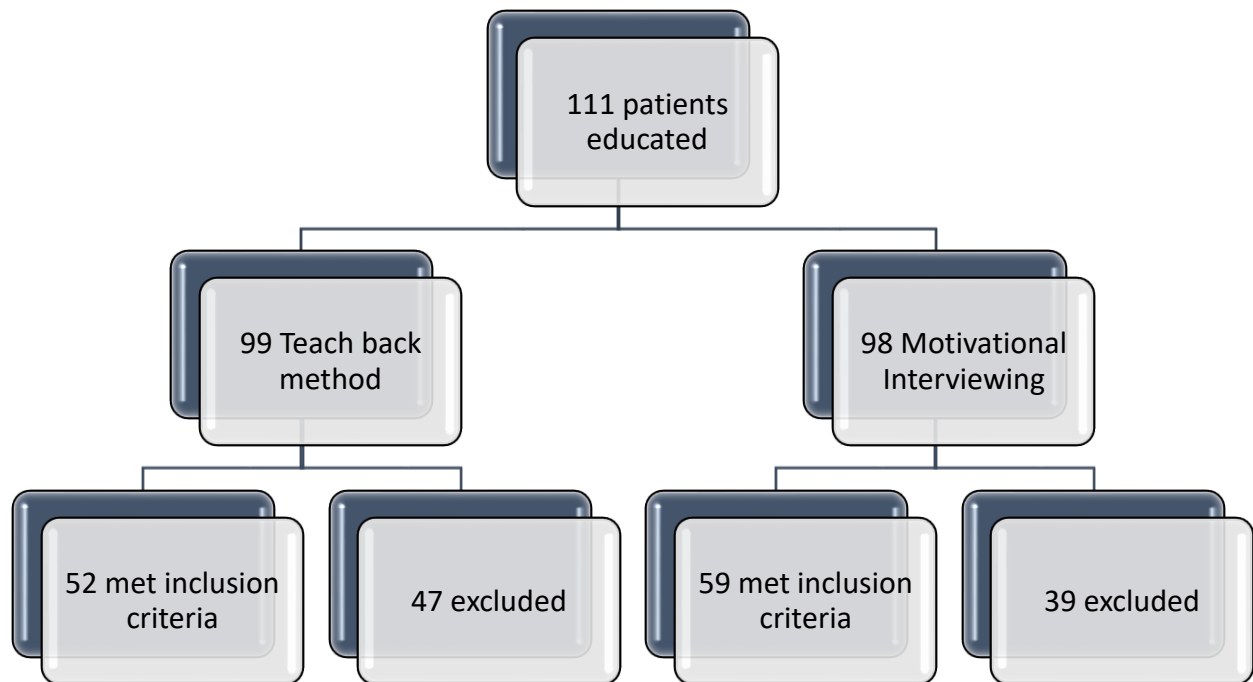 111 patients
educated
99 Teach back
method
98 Motivational
Interviewing
52 met inclusion
criteria
47 excluded
59 met inclusion
criteria
39 excluded